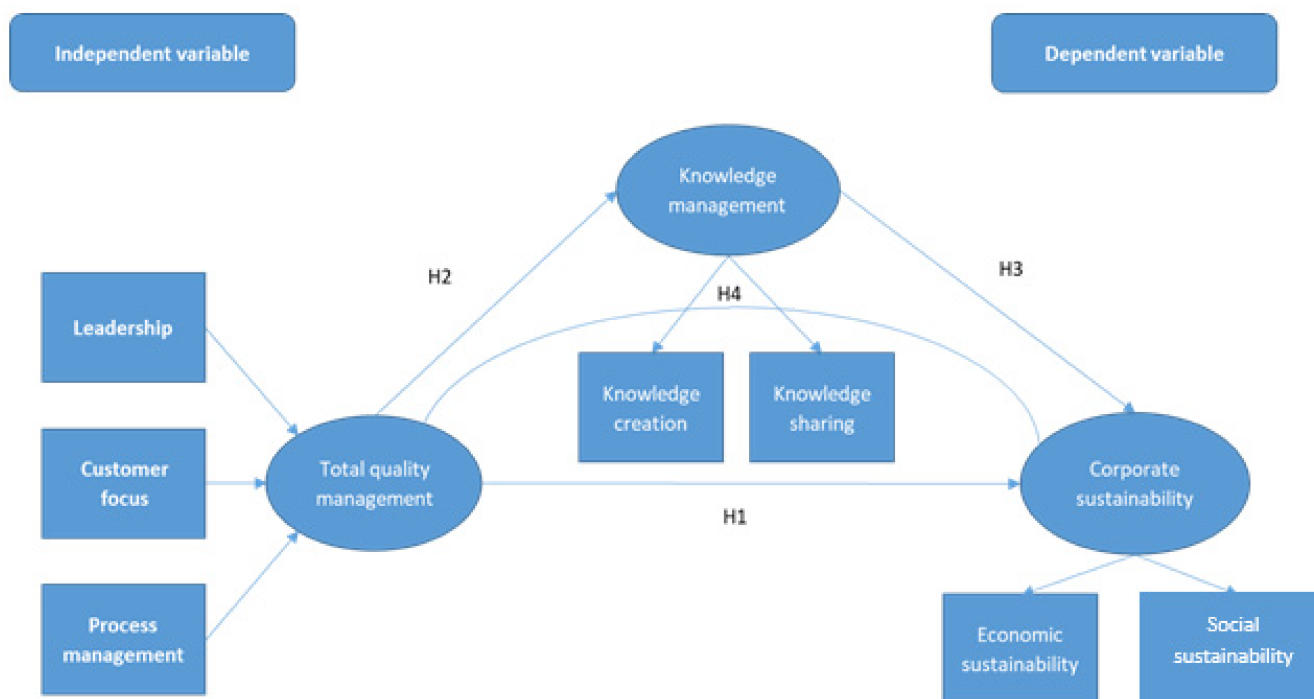 Independent variable
Dependent variable
Knowledge
management
H2
H3
H4
Leadership
Knowledge
creation
Knowledge
sharing
Customer
focus
Total quality
management
Corporate
sustainability
H1
Process
management
Economic
sustainability
Social
sustainability